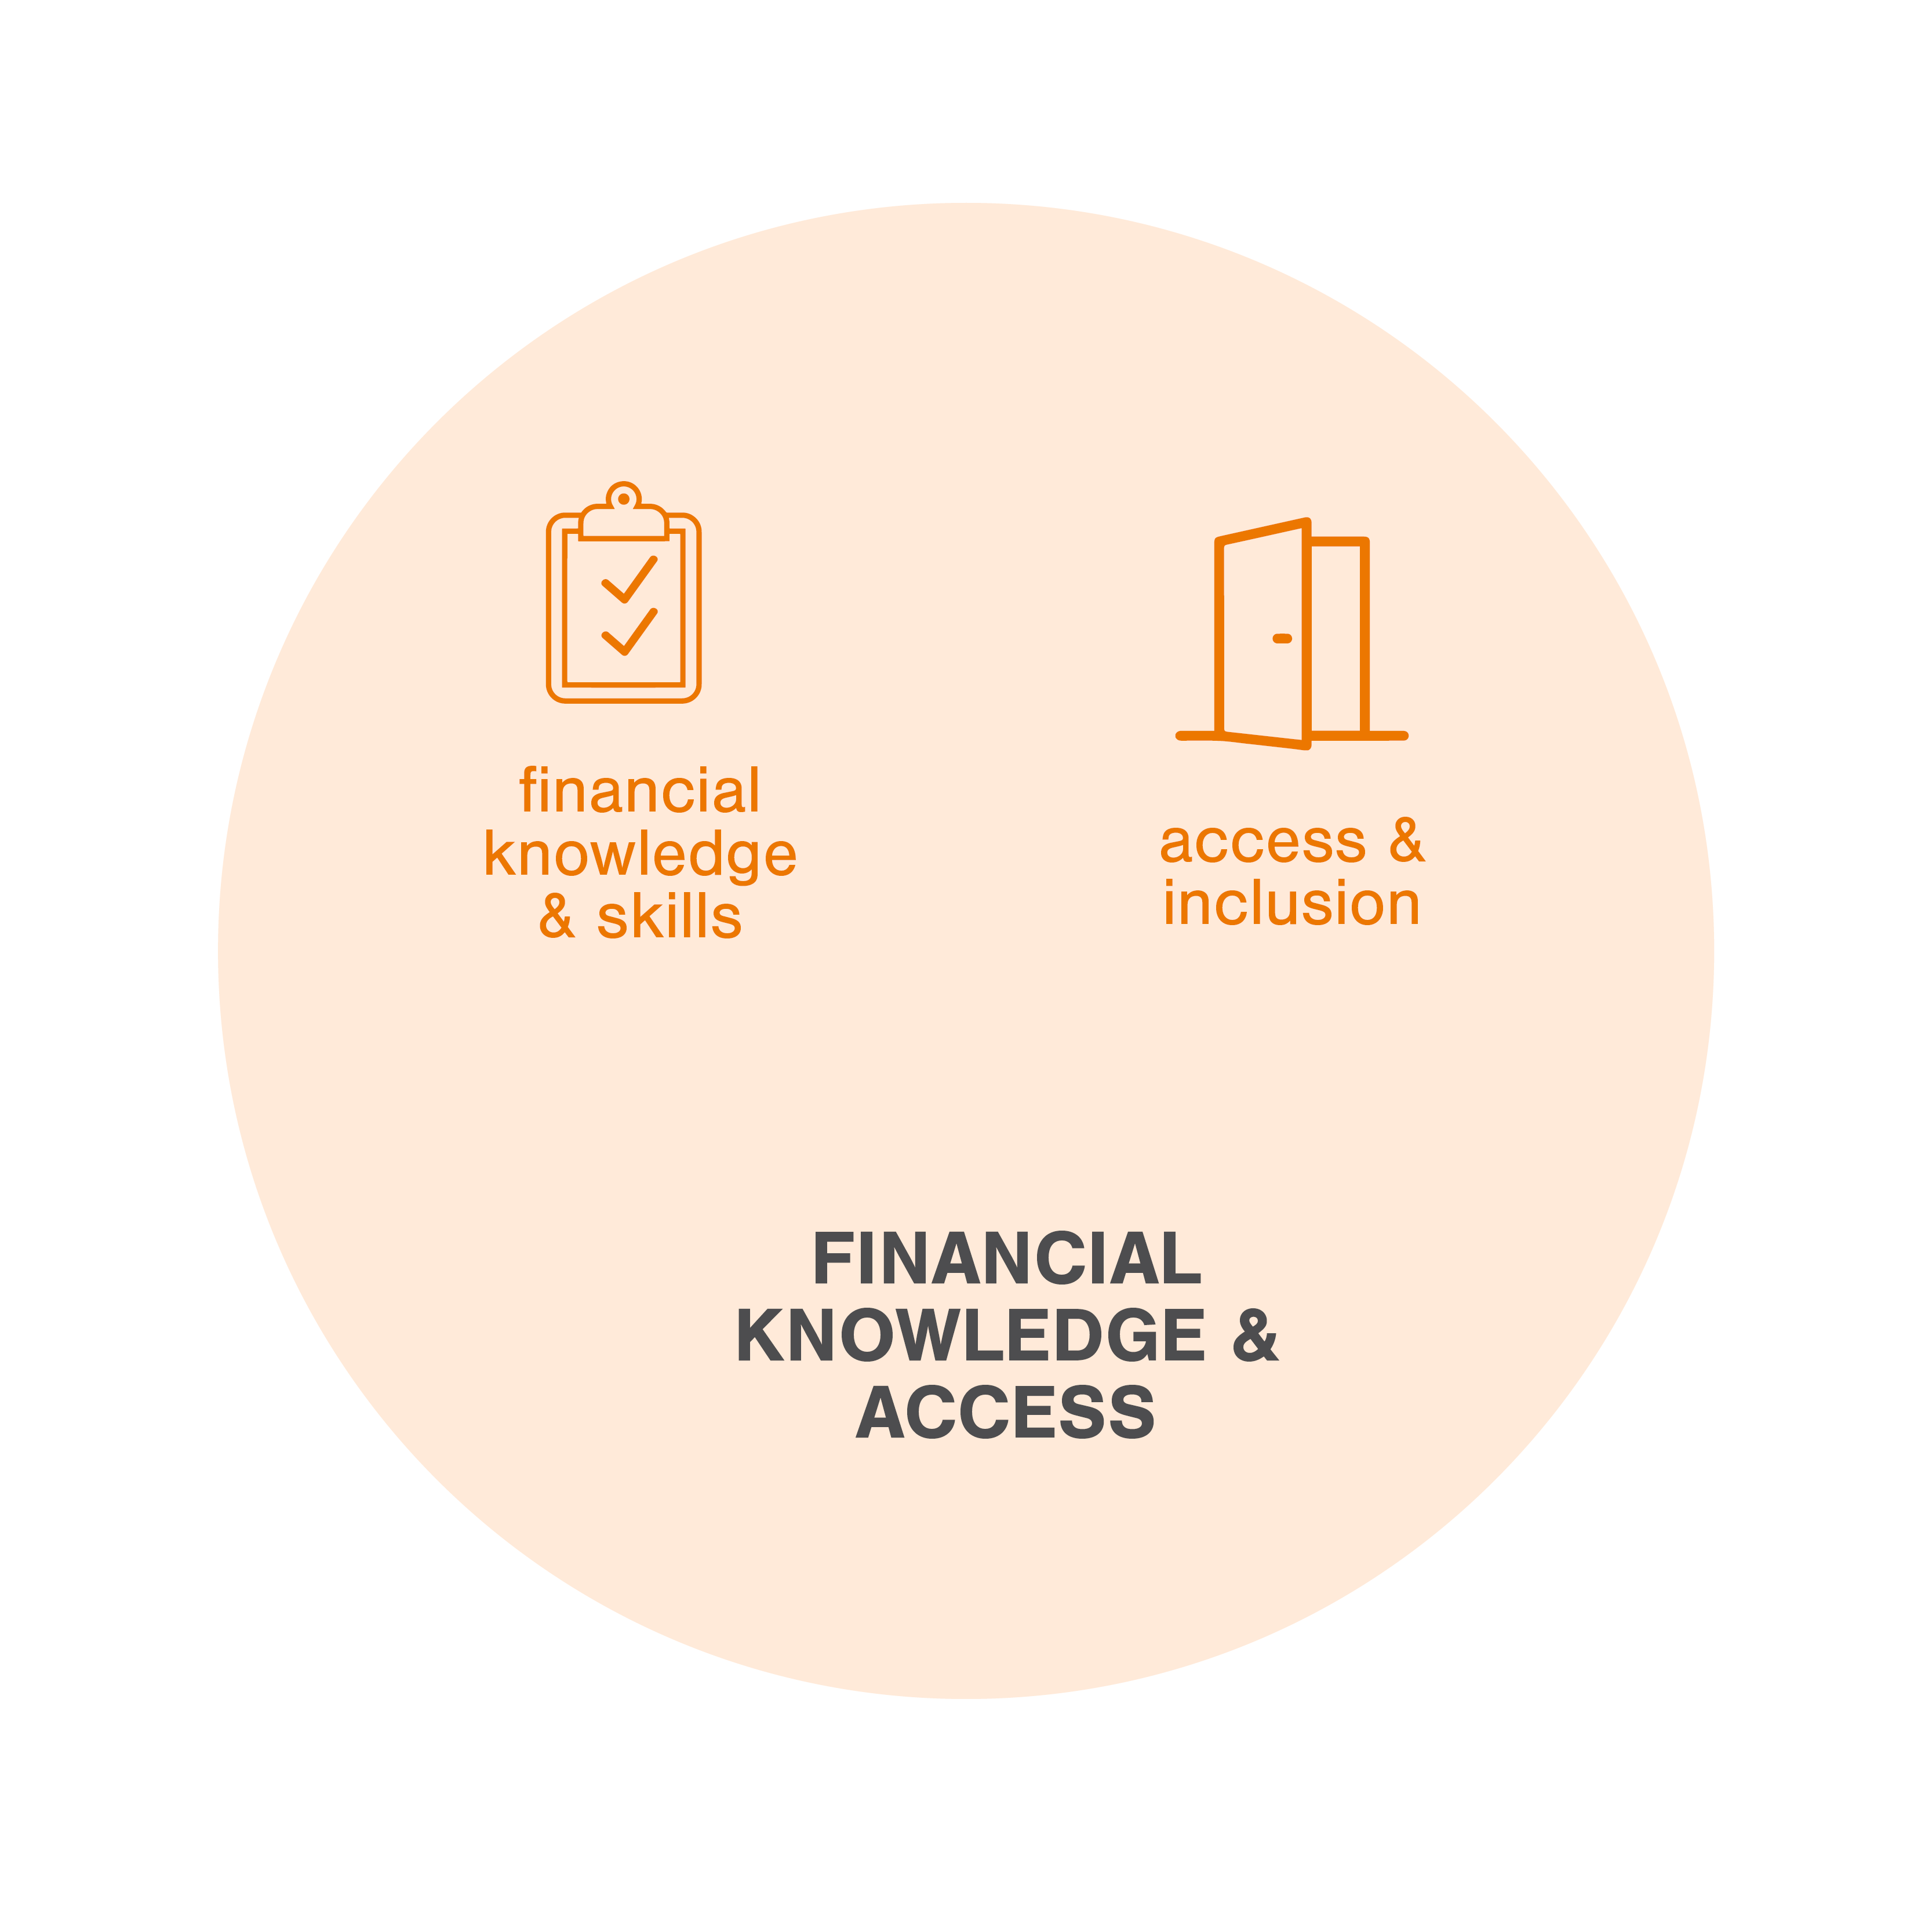 financial
knowledge
& skills
access &
inclusion
FINANCIAL
KNOWLEDGE &
ACCESS